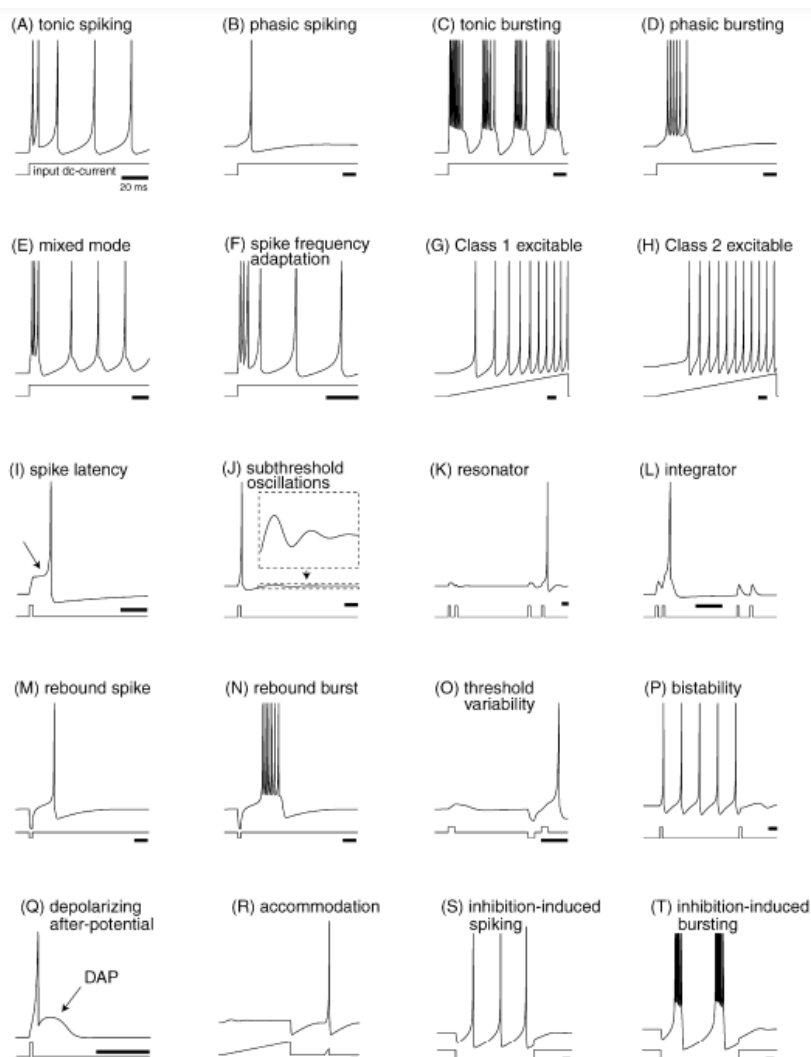 (A) tonic spiking
(B) phasic spiking
(C) tonic bursting
(D) phasic bursting
input dc-current
20 ms
(E) mixed mode
(F) spike frequency
adaptation
(G) Class 1 excitable
(H) Class 2 excitable
(I) spike latency
(J) subthreshold
oscillations
(K) resonator
(L) integrator
(M) rebound spike
(N) rebound burst
(O) threshold
variability
(P) bistability
(Q) depolarizing
after-potential
DAP
(R) accommodation
(S) inhibition-induced
spiking
(T) inhibition-induced
bursting